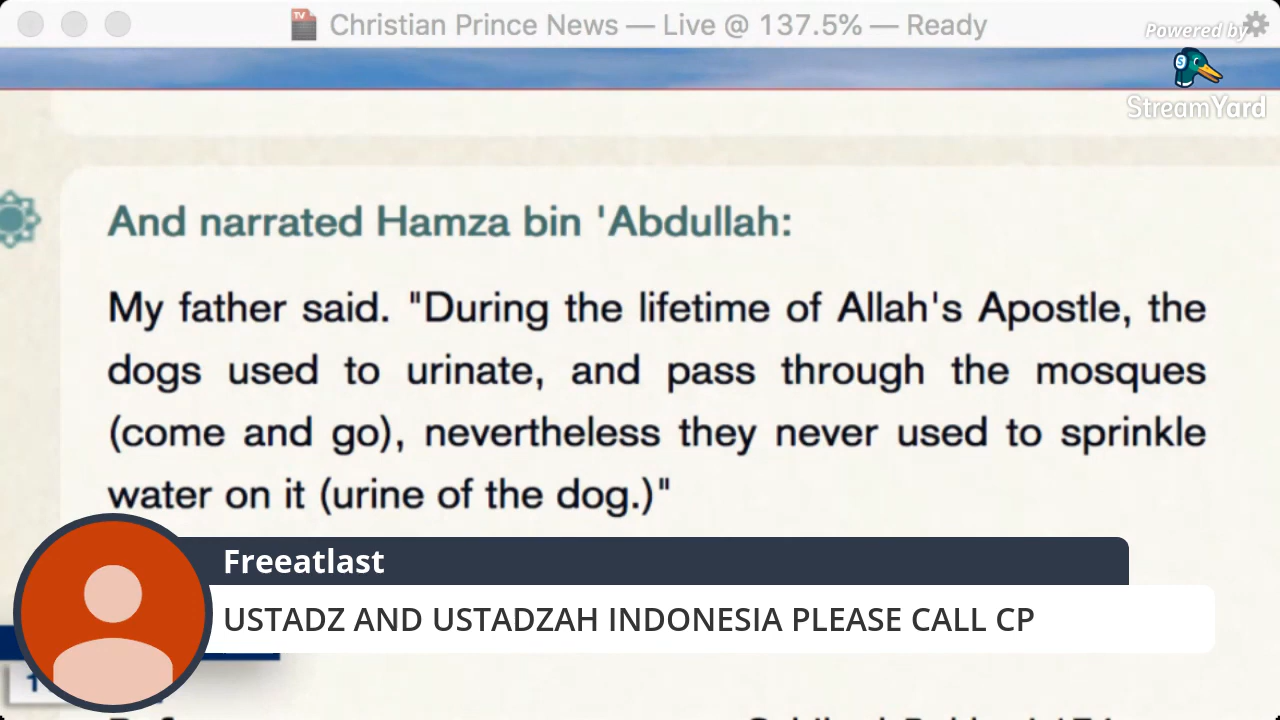 Christian Prince News — Live @ 137.5% — Ready
Powered by
StreamYard
And narrated Hamza bin 'Abdullah:
My father said. "During the lifetime of Allah's Apostle, the
dogs used to urinate, and pass through the mosques
(come and go), nevertheless they never used to sprinkle
water on it (urine of the dog.)"
Freeatlast
USTADZ AND USTADZAH INDONESIA PLEASE CALL CP